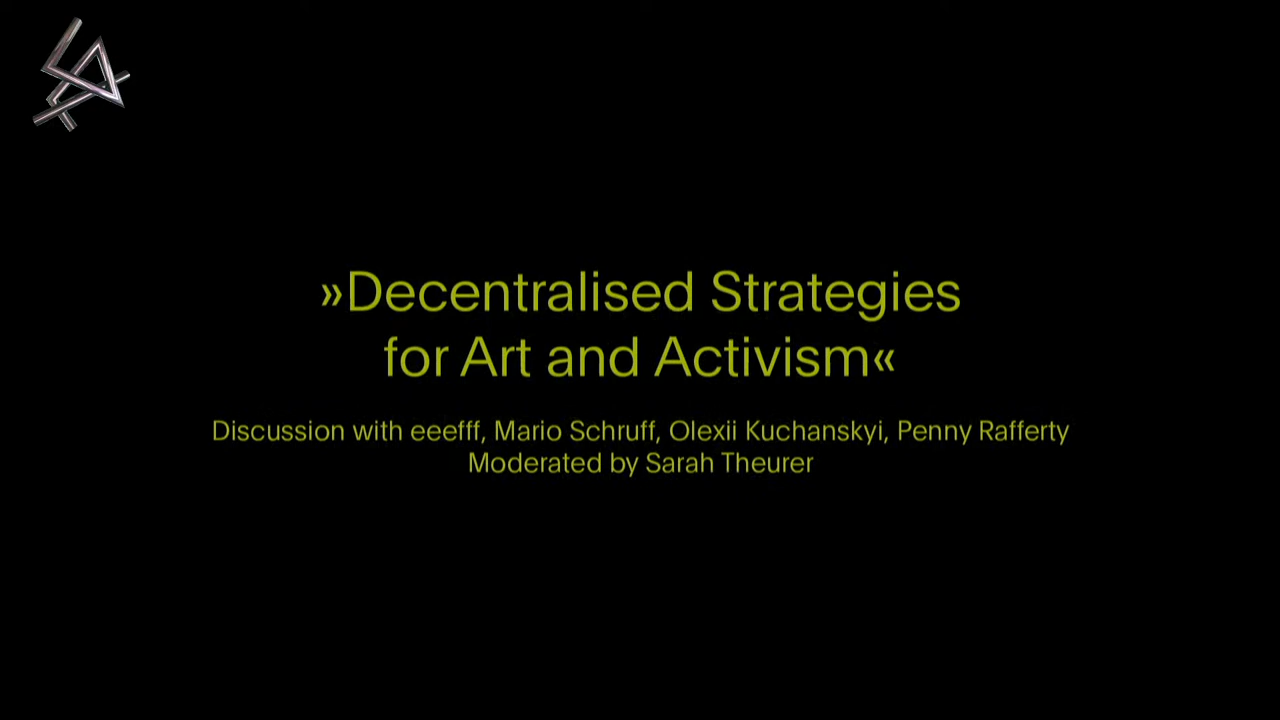 »Decentralised Strategies
for Art and Activism«
Discussion with eeefff, Mario Schruff, Olexii Kuchanskyi, Penny Rafferty
Moderated by Sarah Theurer